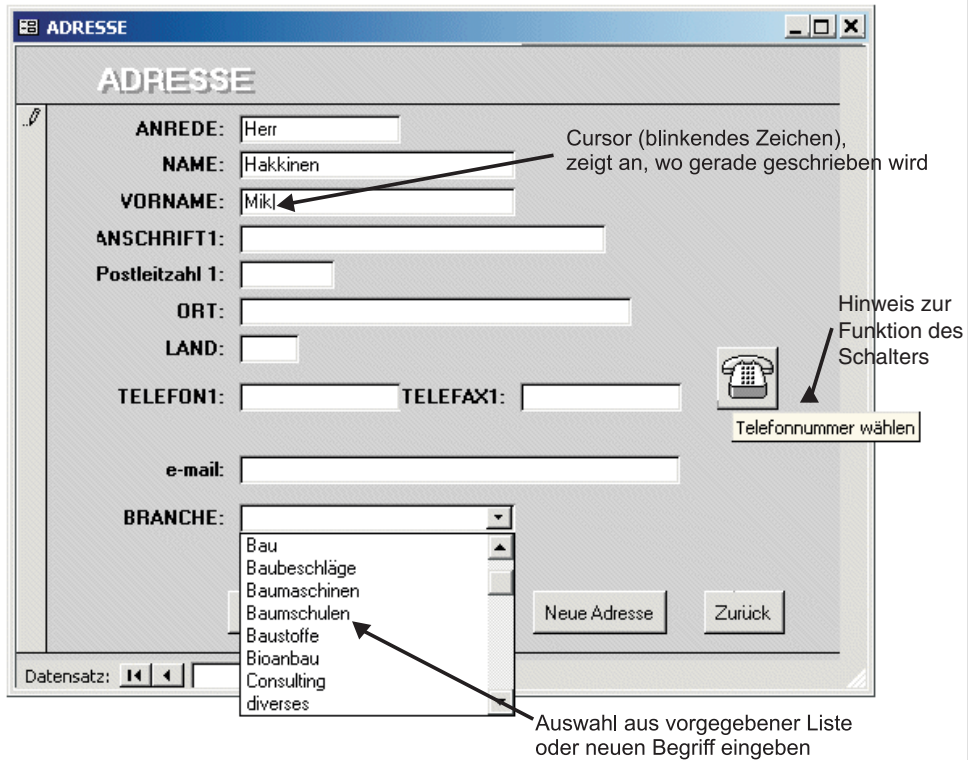 ADRESSE
ADRESSE
ANREDE: Herr
NAME: Hakkinen
Cursor (blinkendes Zeichen),
zeigt an, wo gerade geschrieben wird
VORNAME: Mik
ANSCHRIFT1:
Postleitzahl 1:
ORT:
LAND:
Hinweis zur
Funktion des
Schalters
TELEFON1: TELEFAX1:
Telefonnummer wählen
e-mail:
BRANCHE:
Bau
Baubeschläge
Baumaschinen
Baumschulen
Baustoffe
Bioanbau
Consulting
diverses
Neue Adresse Zurück
Datensatz:
Auswahl aus vorgegebener Liste
oder neuen Begriff eingeben